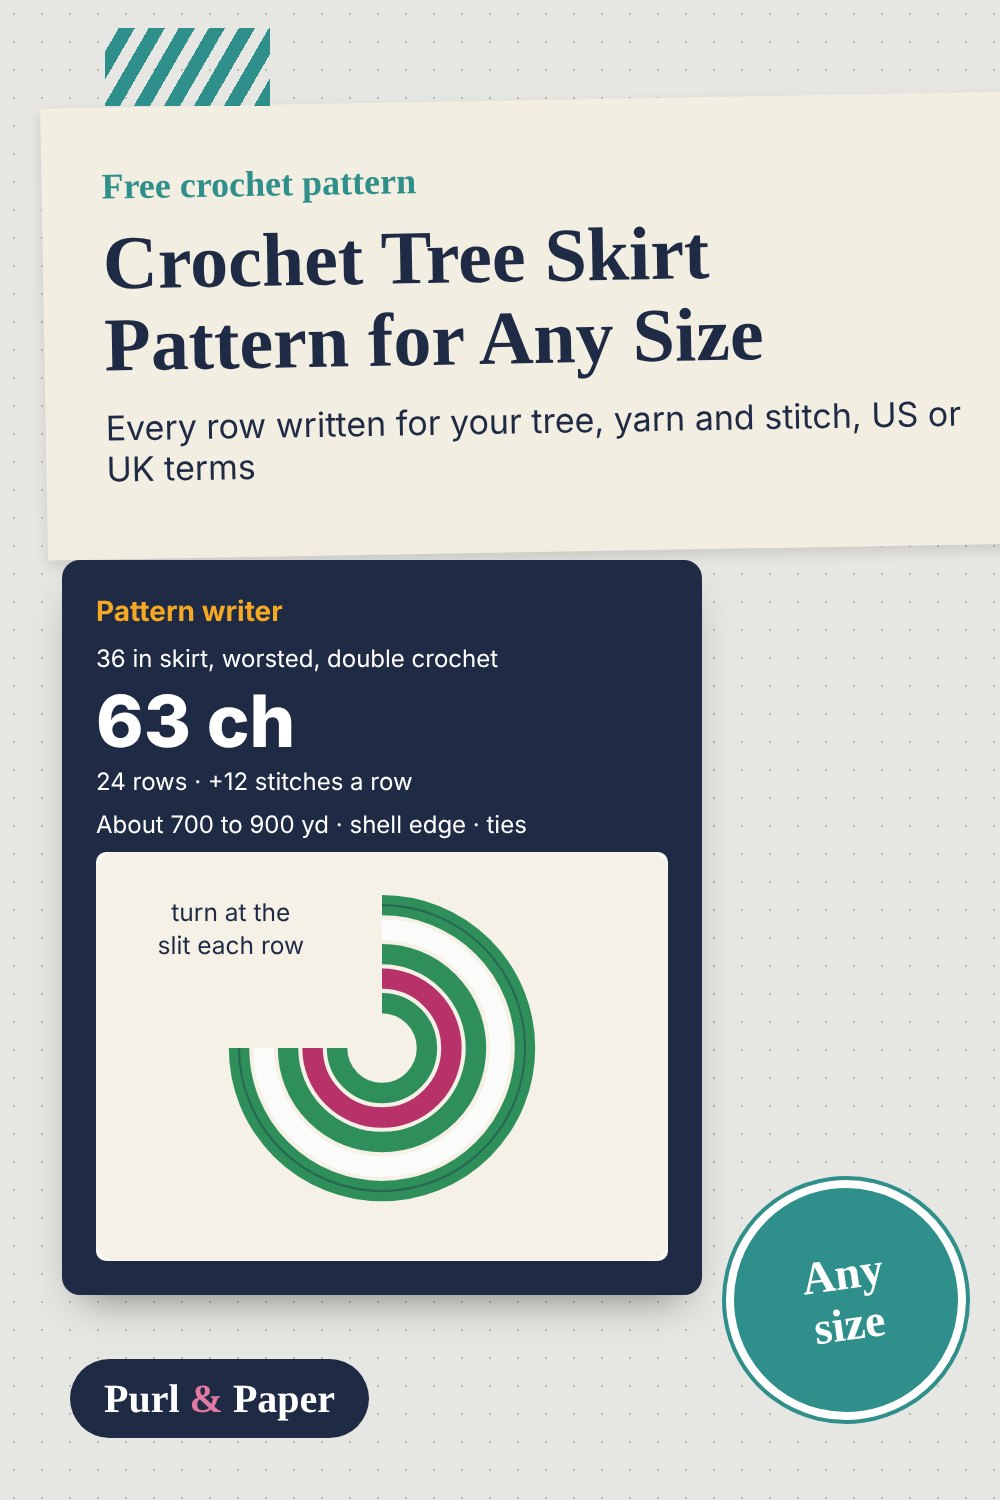 Free crochet pattern
Crochet Tree Skirt
Pattern for Any Size
Every row written for your tree, yarn and stitch, US or
UK terms
Pattern writer
36 in skirt, worsted, double crochet
63 ch
24 rows · +12 stitches a row
About 700 to 900 yd · shell edge · ties
turn at the
slit each row
Any
size
Purl & Paper